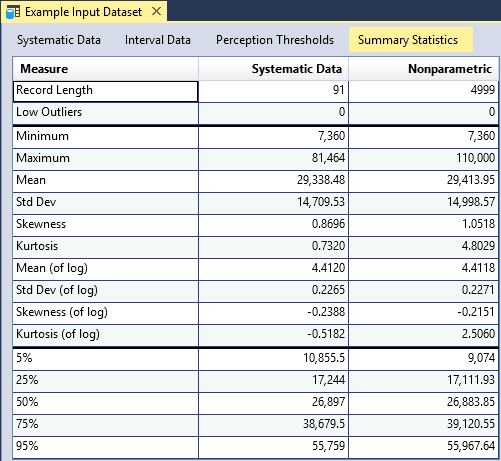 Example Input Dataset
Systematic Data Interval Data Perception Thresholds Summary Statistics
Measure Systematic Data Nonparametric
Record Length 91 4999
Low Outliers 0 0
Minimum 7,360 7,360
Maximum 81,464 110,000
Mean 29,338.48 29,413.95
Std Dev 14,709.53 14,998.57
Skewness 0.8696 1.0518
Kurtosis 0.7320 4.8029
Mean (of log) 4.4120 4.4118
Std Dev (of log) 0.2265 0.2271
Skewness (of log) -0.2388 -0.2151
Kurtosis (of log) -0.5182 2.5060
5% 10,855.5 9,074
25% 17,244 17,111.93
50% 26,897 26,883.85
75% 38,679.5 39,120.55
95% 55,759 55,967.64